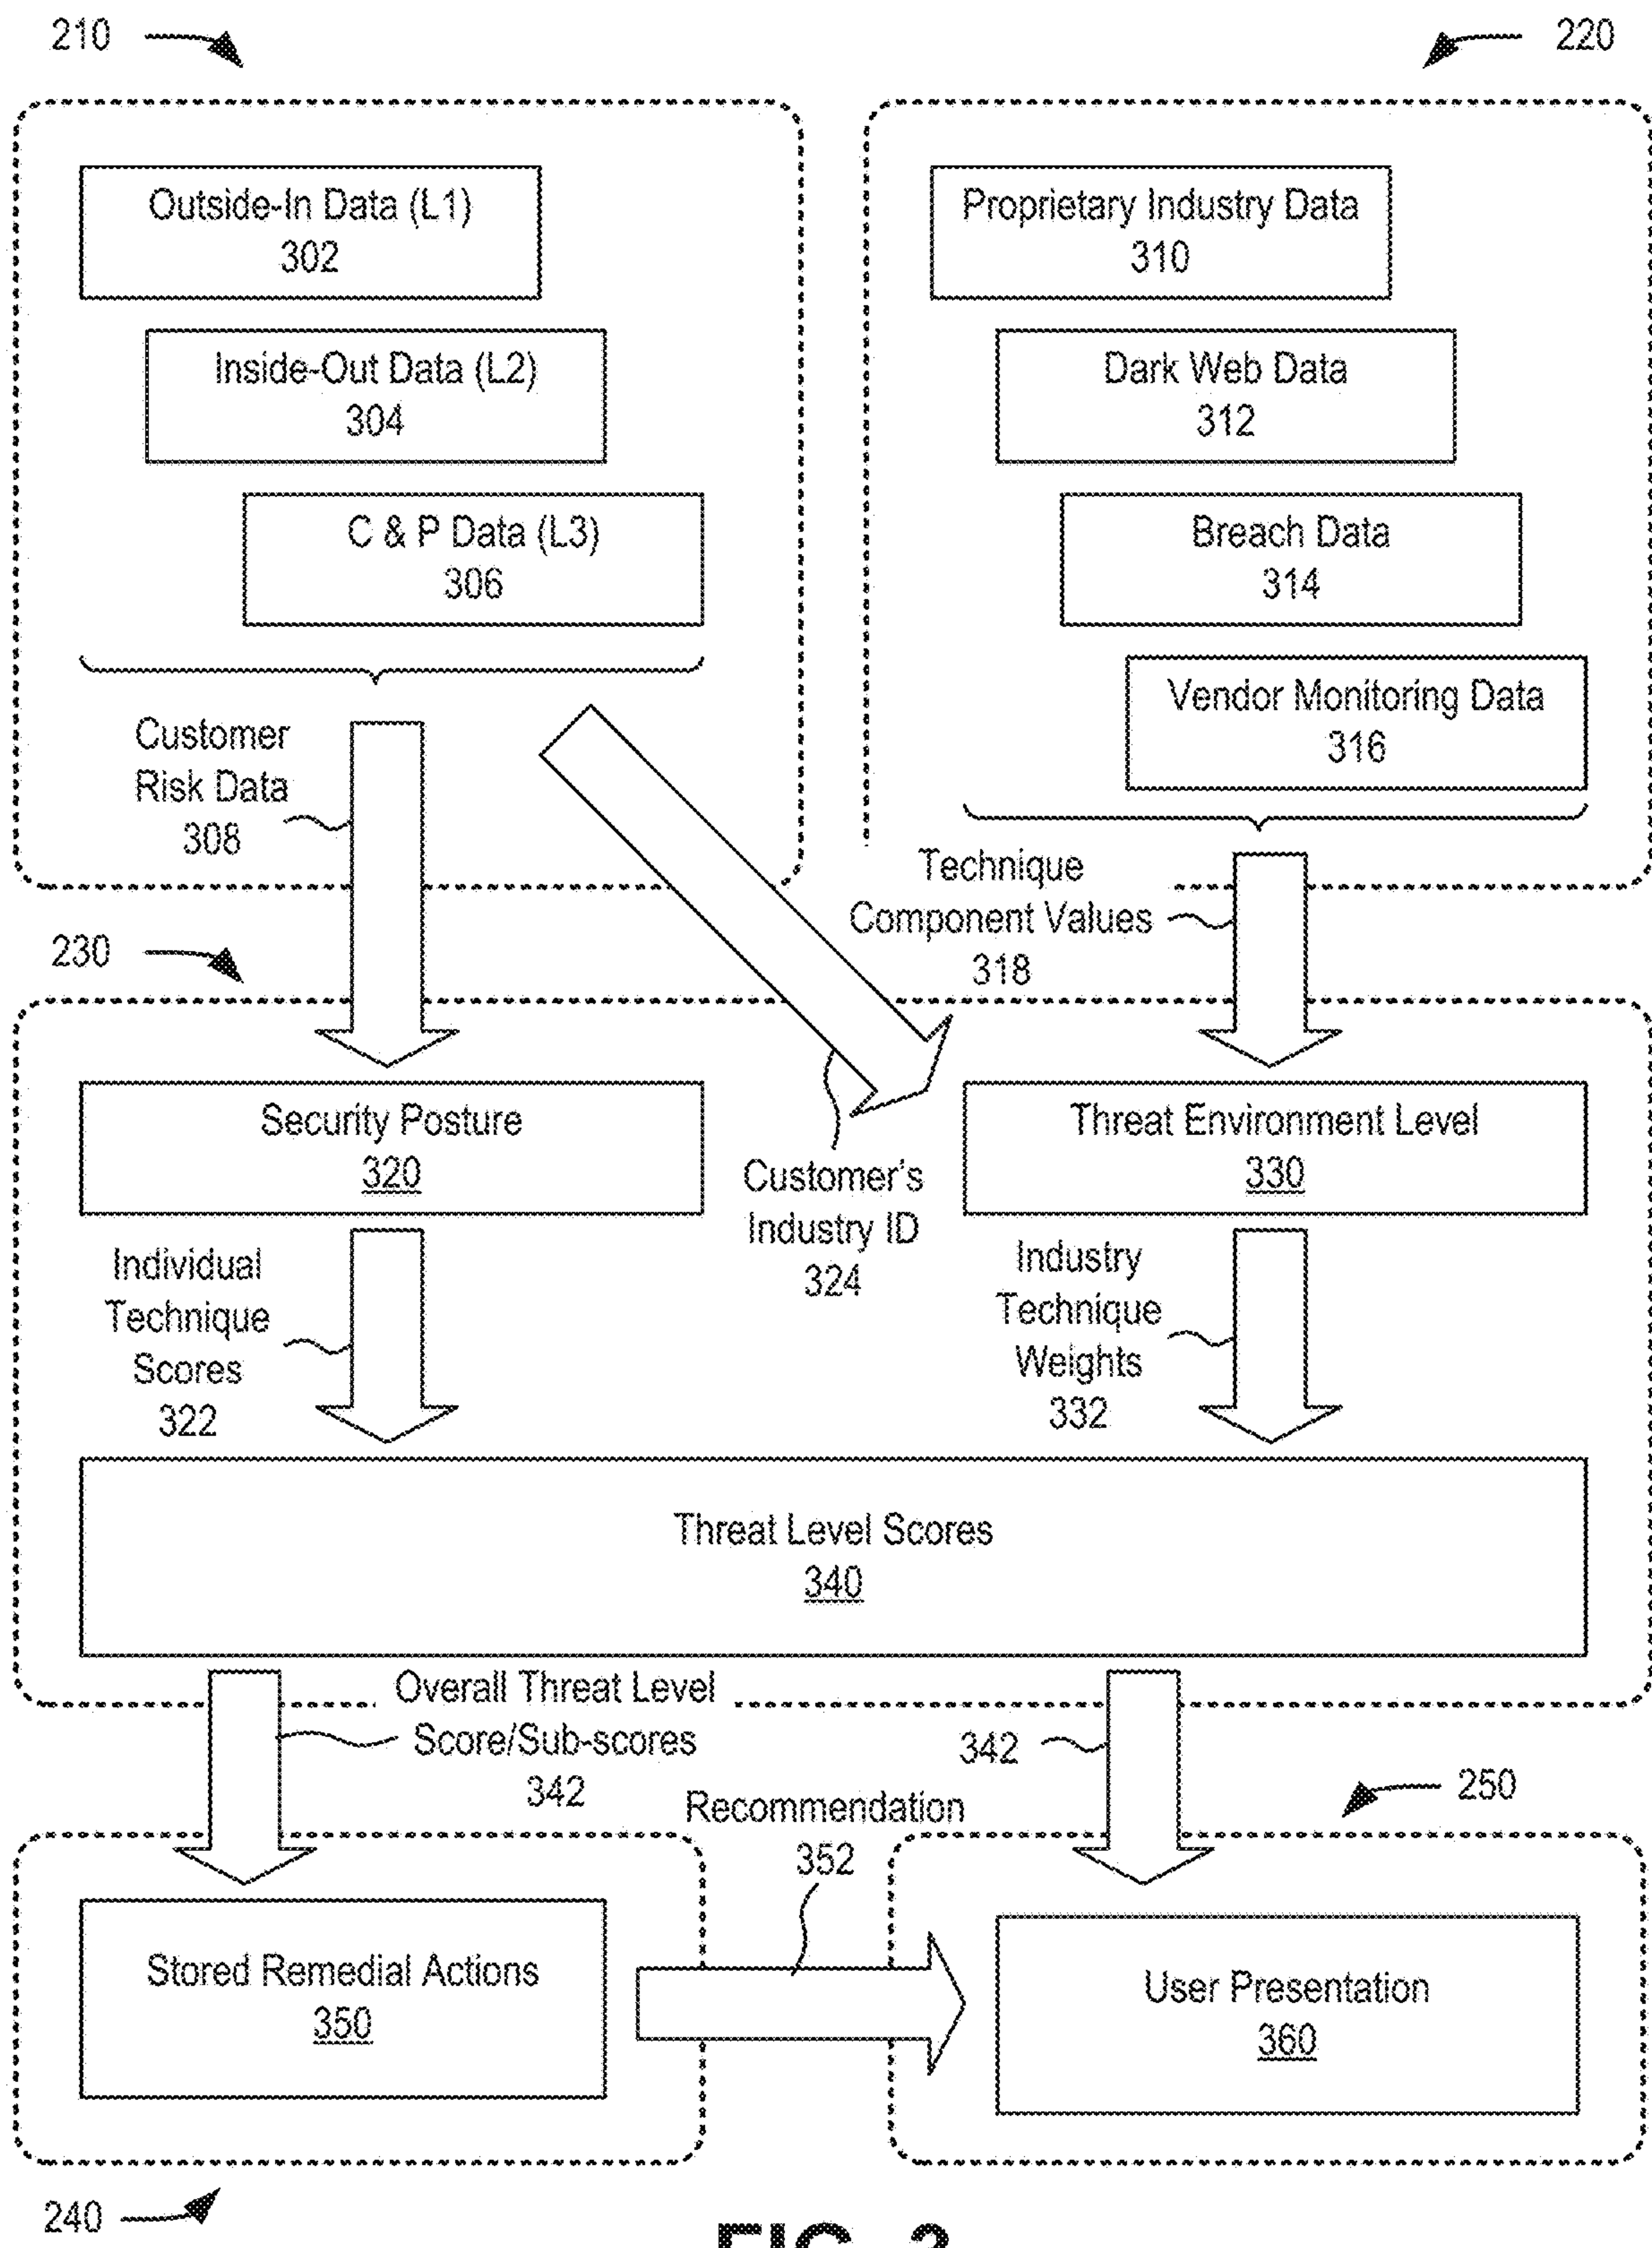 210
220
Outside-In Data (L1)
302
Inside-Out Data (L2)
304
C & P Data (L3)
306
Proprietary Industry Data
310
Dark Web Data
312
Breach Data
314
Vendor Monitoring Data
316
Customer
Risk Data
308
Technique
Component Values
318
230
Security Posture
320
Customer's
Industry ID
324
Threat Environment Level
330
Individual
Technique
Scores
322
Industry
Technique
Weights
332
Threat Level Scores
340
Overall Threat Level
Score/Sub-scores
342
342
250
Recommendation
352
Stored Remedial Actions
350
User Presentation
360
240
FIG. 3